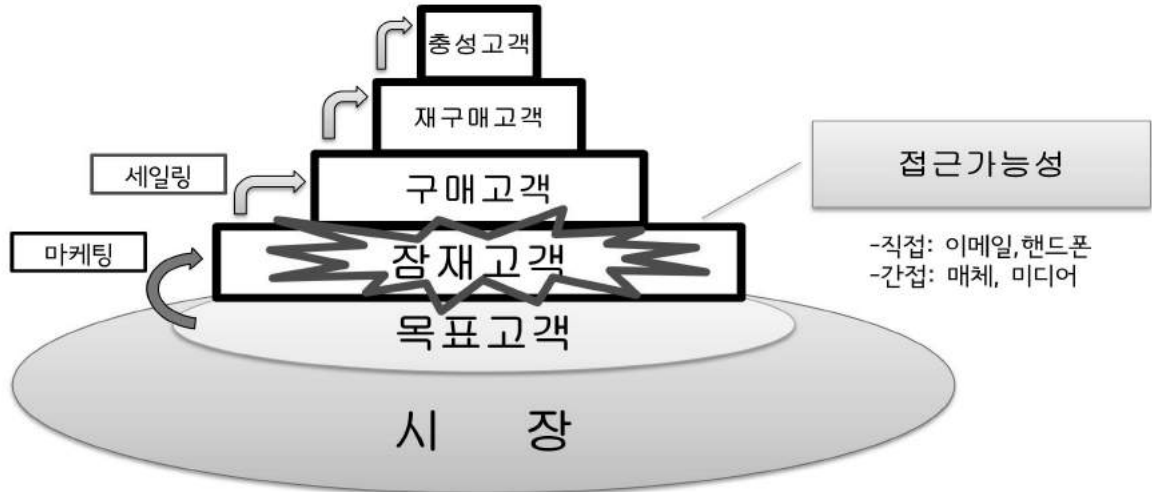 충성고객
재구매고객
세일링
구매고객
접근가능성
마케팅
잠재고객
-직접: 이메일,핸드폰
-간접: 매체, 미디어
목표고객
시 장